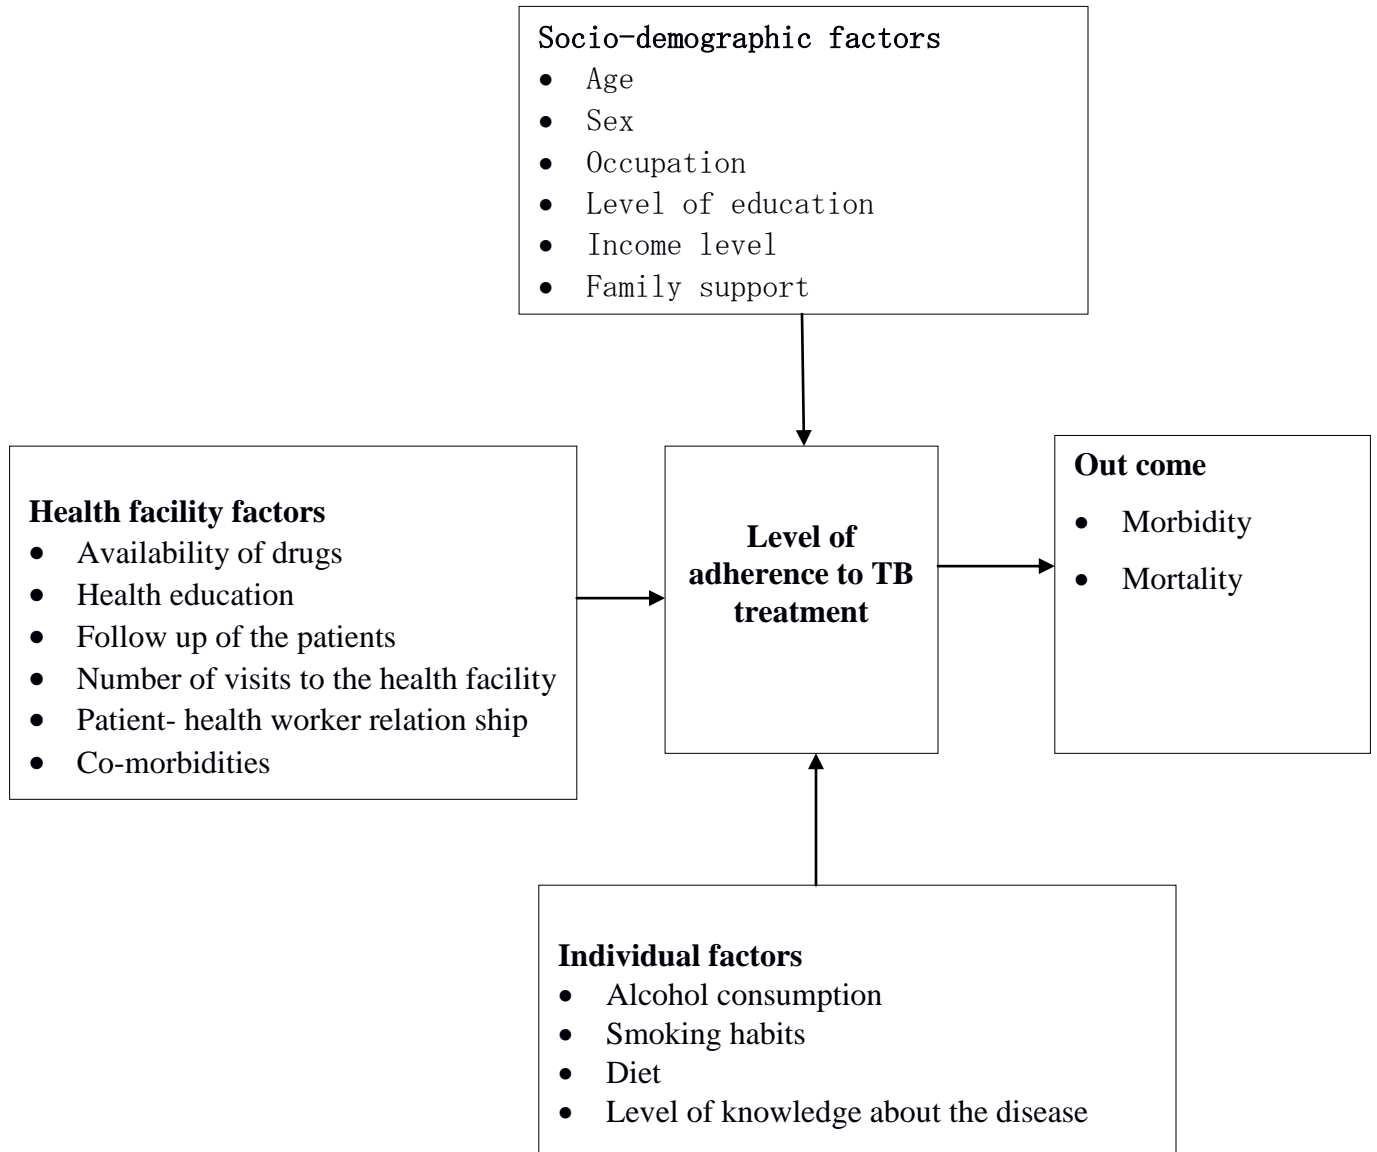 Socio-demographic factors
• Age
• Sex
• Occupation
• Level of education
• Income level
• Family support
Health facility factors
• Availability of drugs
• Health education
• Follow up of the patients
• Number of visits to the health facility
• Patient- health worker relation ship
• Co-morbidities
Level of
adherence to TB
treatment
Out come
• Morbidity
• Mortality
Individual factors
• Alcohol consumption
• Smoking habits
• Diet
• Level of knowledge about the disease